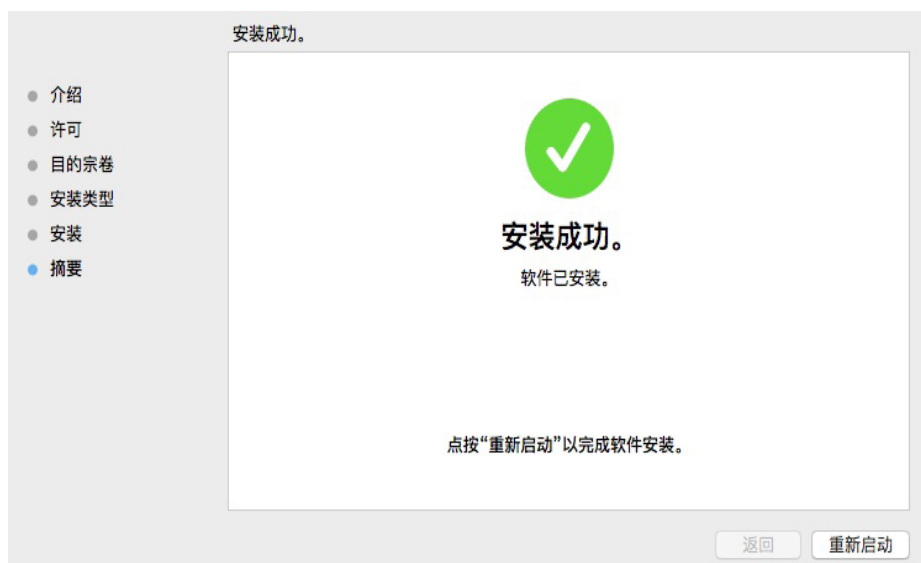 安装成功。
介绍
许可
目的宗卷
安装类型
安装
摘要
安装成功。
软件已安装。
点按“重新启动”以完成软件安装。
返回
重新启动